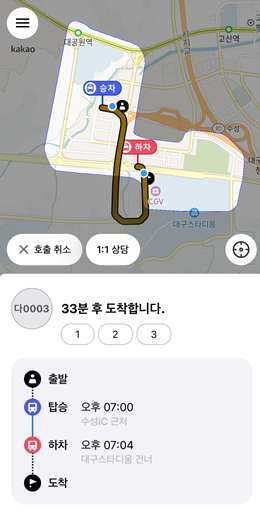 대공원역
고산역
kakao
승차
IC 수성
하차
CGV
대구스타디움
호출 취소
1:1 상담
다0003
33분 후 도착합니다.
1 2 3
출발
탑승 오후 07:00
수성IC 근처
하차 오후 07:04
대구스타디움 건너
도착